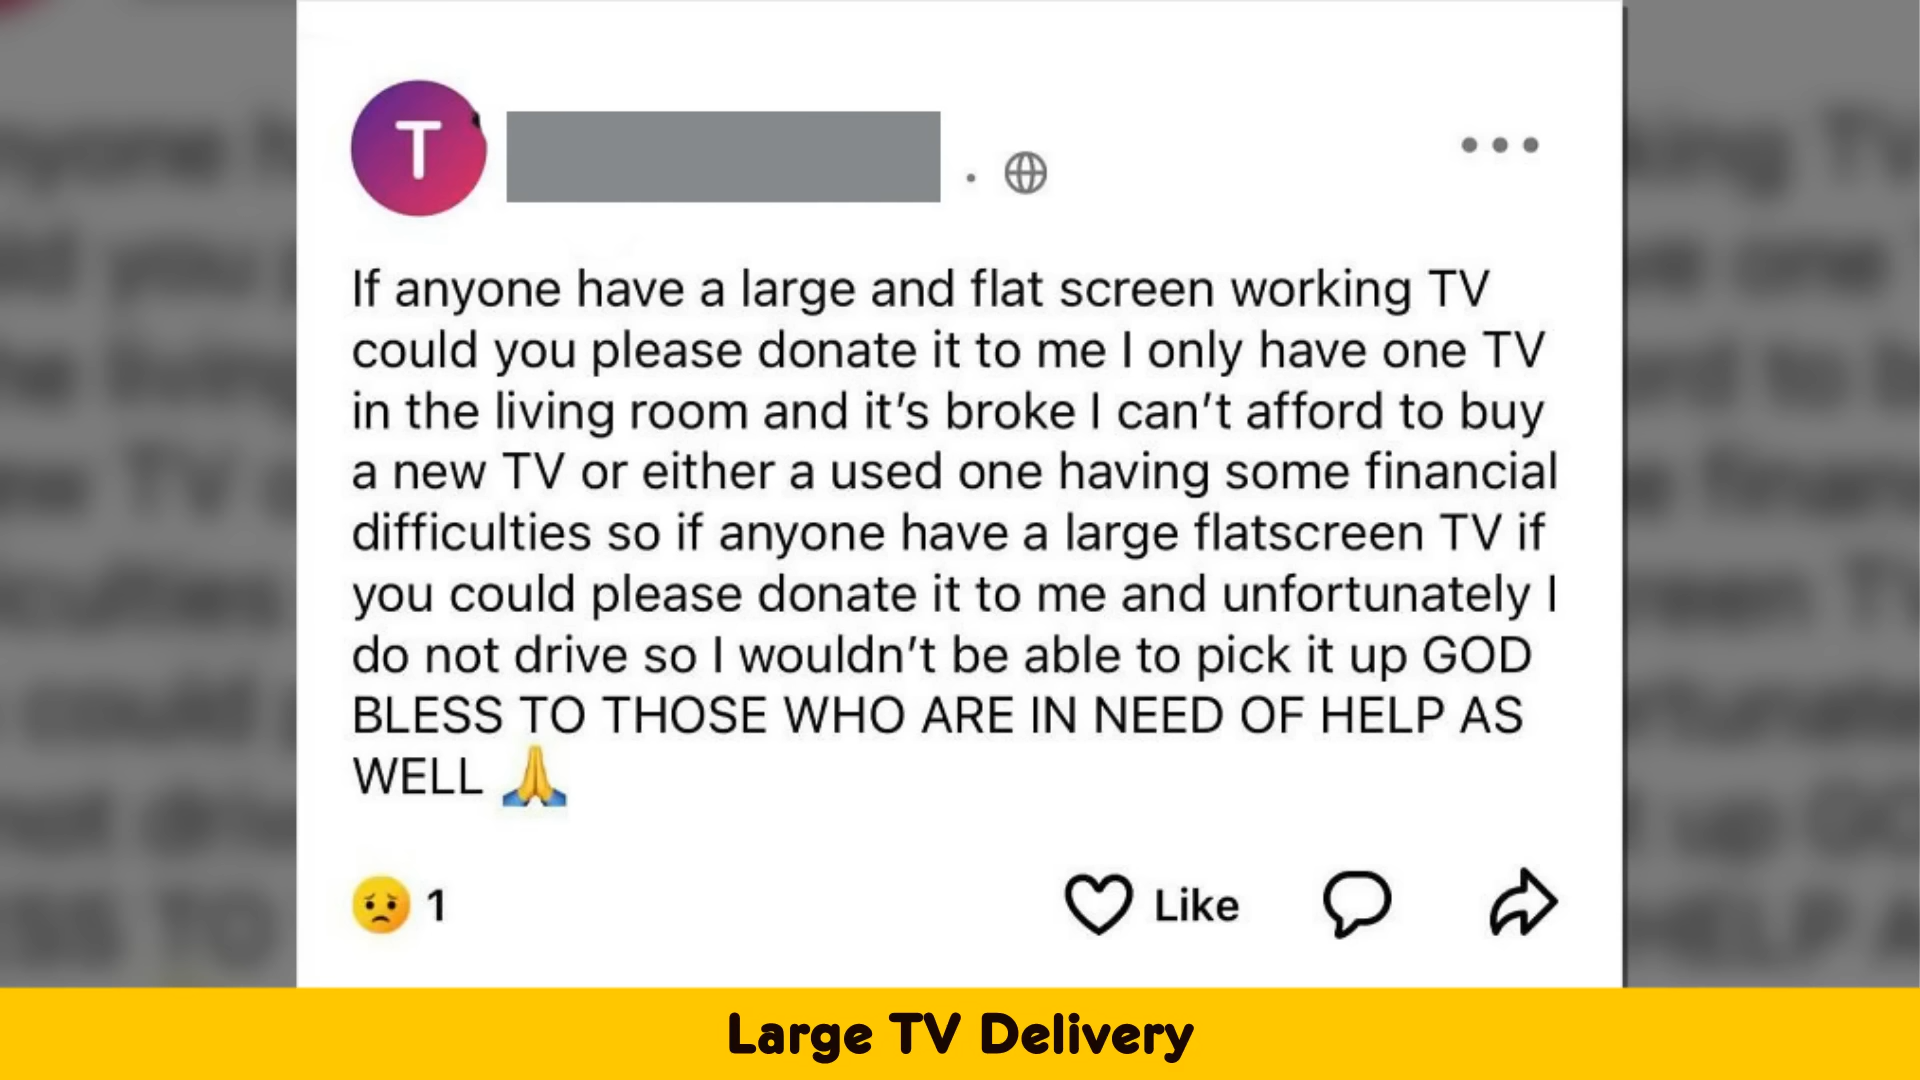 T
If anyone have a large and flat screen working TV
could you please donate it to me I only have one TV
in the living room and it’s broke I can’t afford to buy
a new TV or either a used one having some financial
difficulties so if anyone have a large flatscreen TV if
you could please donate it to me and unfortunately I
do not drive so I wouldn’t be able to pick it up GOD
BLESS TO THOSE WHO ARE IN NEED OF HELP AS
WELL 🙏
1 Like
Large TV Delivery